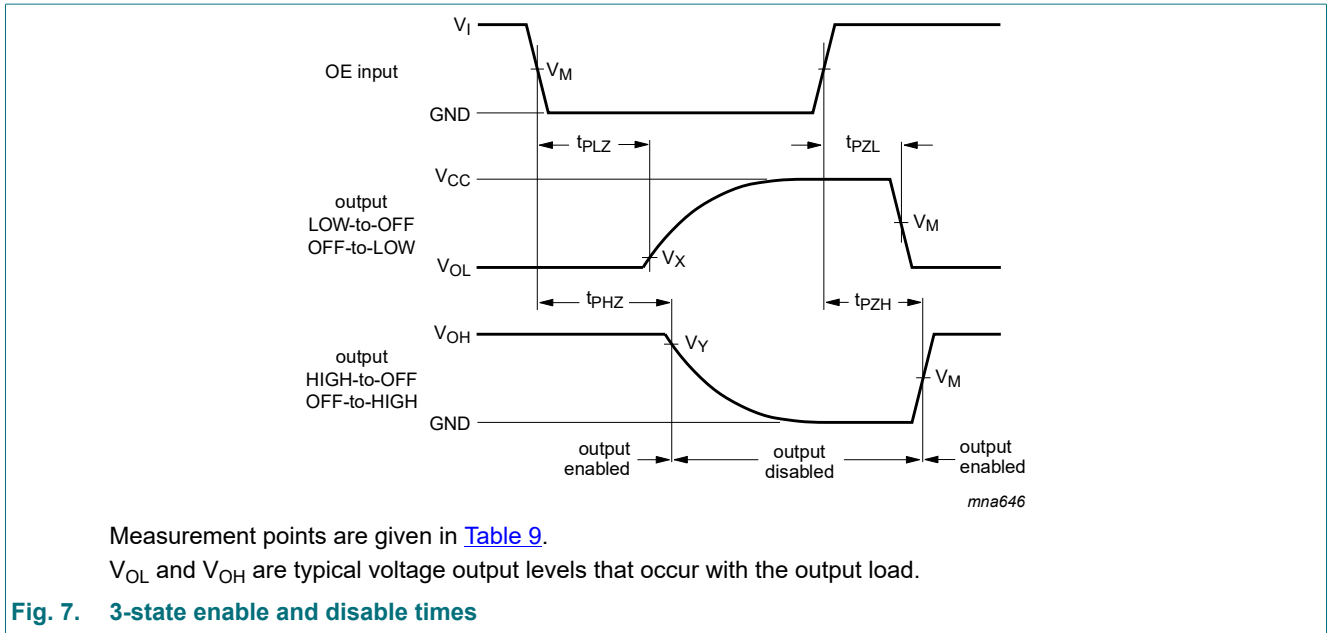 VI
OE input
VM
GND
tPLZ
tPZL
VCC
output
LOW-to-OFF
OFF-to-LOW
VM
VX
VOL
tPHZ
tPZH
VOH
VY
output
HIGH-to-OFF
OFF-to-HIGH
VM
GND
output
enabled
output
disabled
output
enabled
mna646
Measurement points are given in Table 9.
VOL and VOH are typical voltage output levels that occur with the output load.
Fig. 7. 3-state enable and disable times